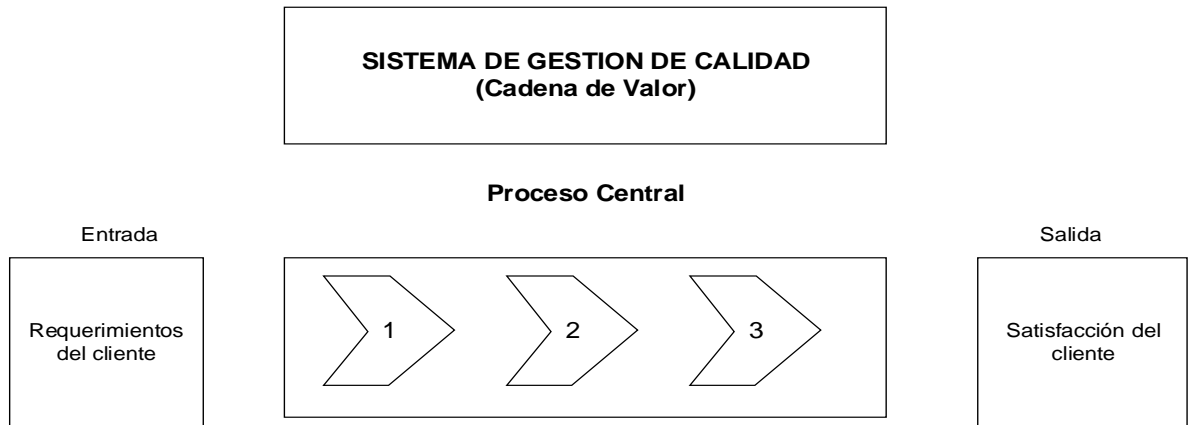 SISTEMA DE GESTION DE CALIDAD
(Cadena de Valor)
Proceso Central
Entrada
Salida
Requerimientos
del cliente
1
2
3
Satisfacción del
cliente